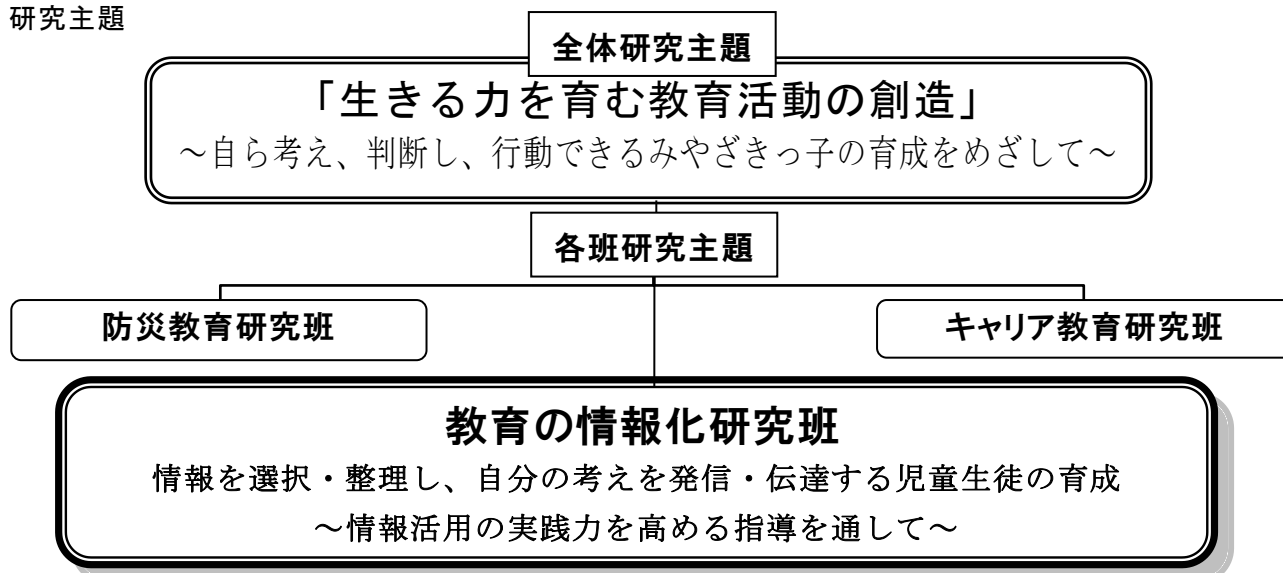 研究主題
全体研究主題
「生きる力を育む教育活動の創造」
～自ら考え、判断し、行動できるみやざきっ子の育成をめざして～
各班研究主題
防災教育研究班
キャリア教育研究班
教育の情報化研究班
情報を選択・整理し、自分の考えを発信・伝達する児童生徒の育成
～情報活用の実践力を高める指導を通して～